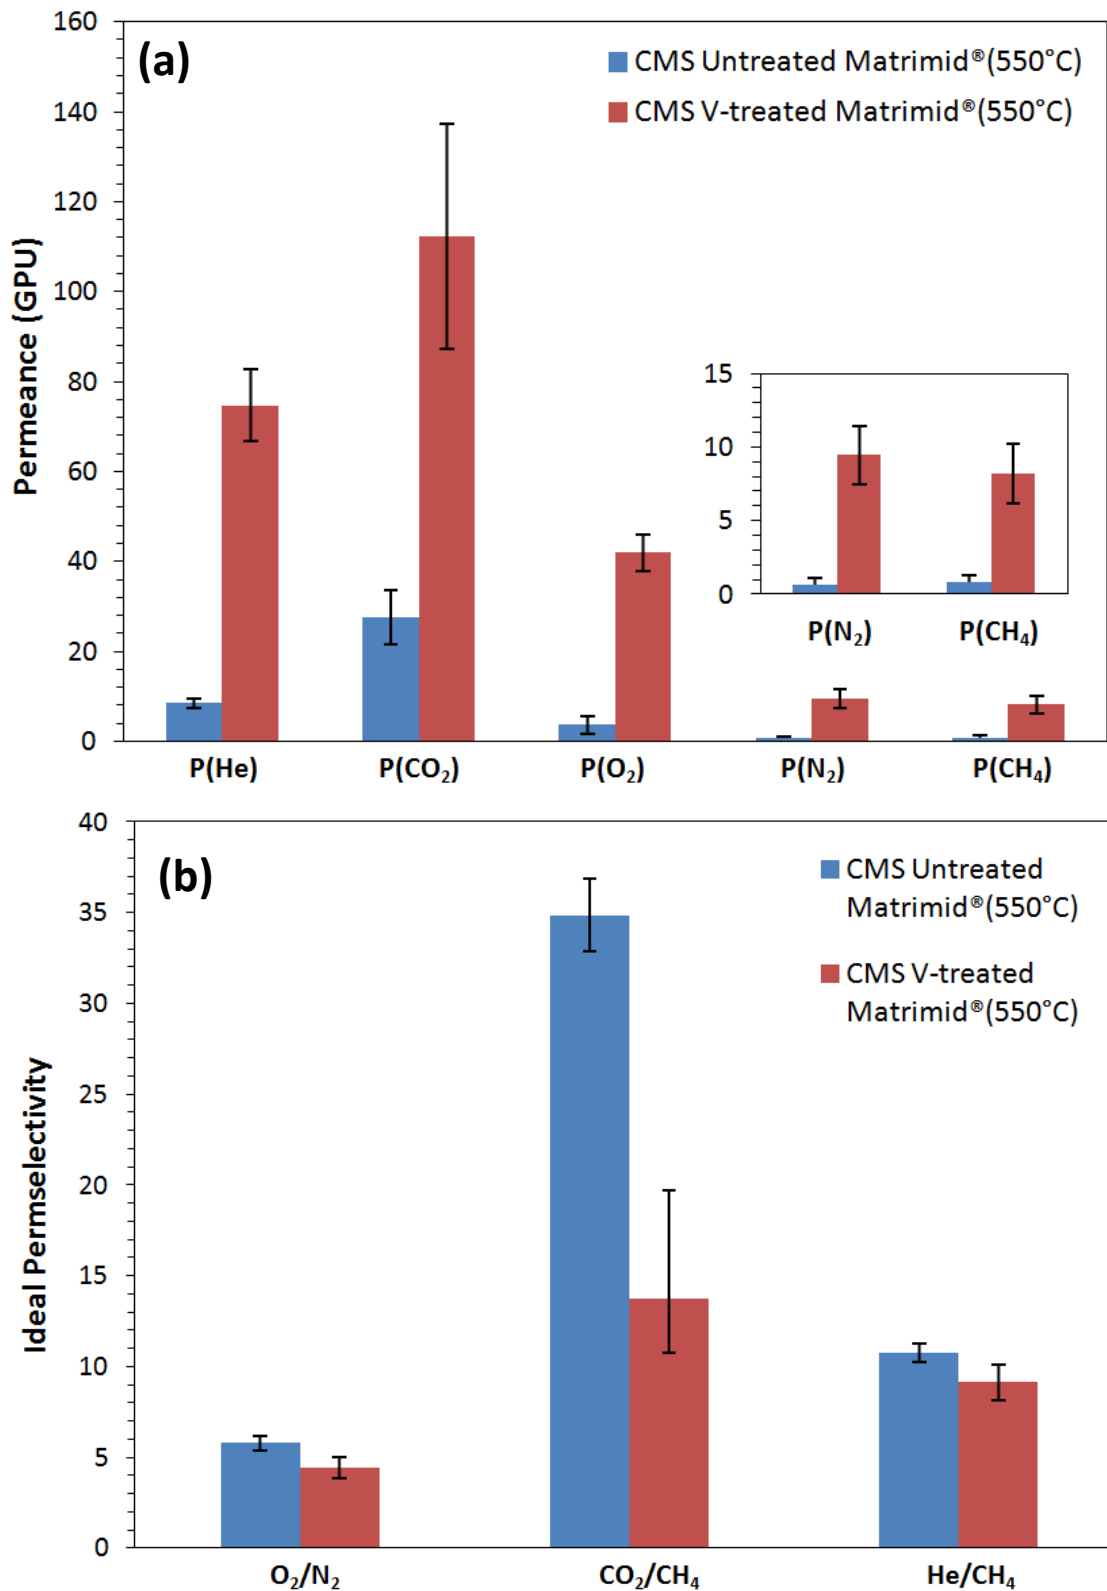 (a)
CMS Untreated Matrimid®(550°C)
CMS V-treated Matrimid®(550°C)
Permeance (GPU)
160
140
120
100
80
60
40
20
0
P(He) P(CO₂) P(O₂) P(N₂) P(CH₄)
15
10
5
0
P(N₂) P(CH₄)
(b)
CMS Untreated
Matrimid®(550°C)
CMS V-treated
Matrimid®(550°C)
Ideal Permselectivity
40
35
30
25
20
15
10
5
0
O₂/N₂ CO₂/CH₄ He/CH₄